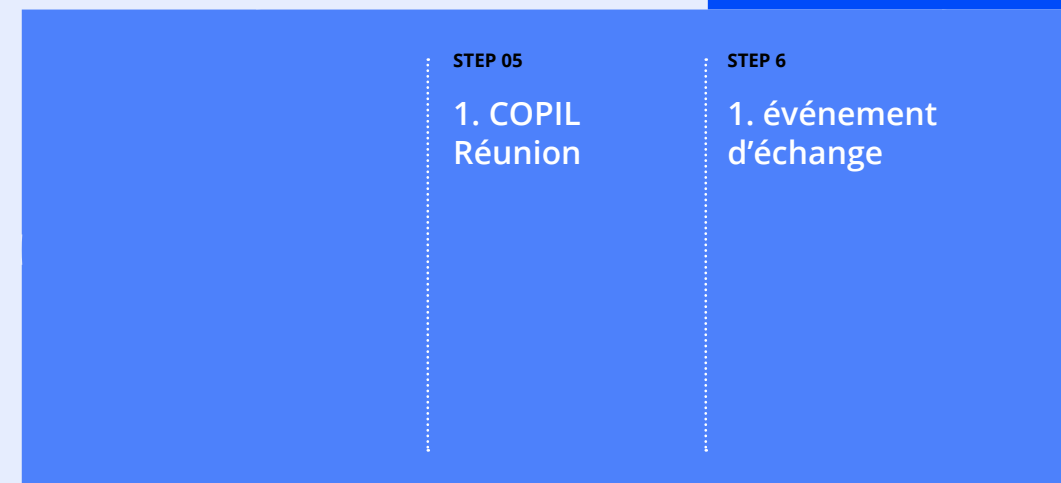 STEP 05
1. COPIL
Réunion
STEP 6
1. événement
d’échange